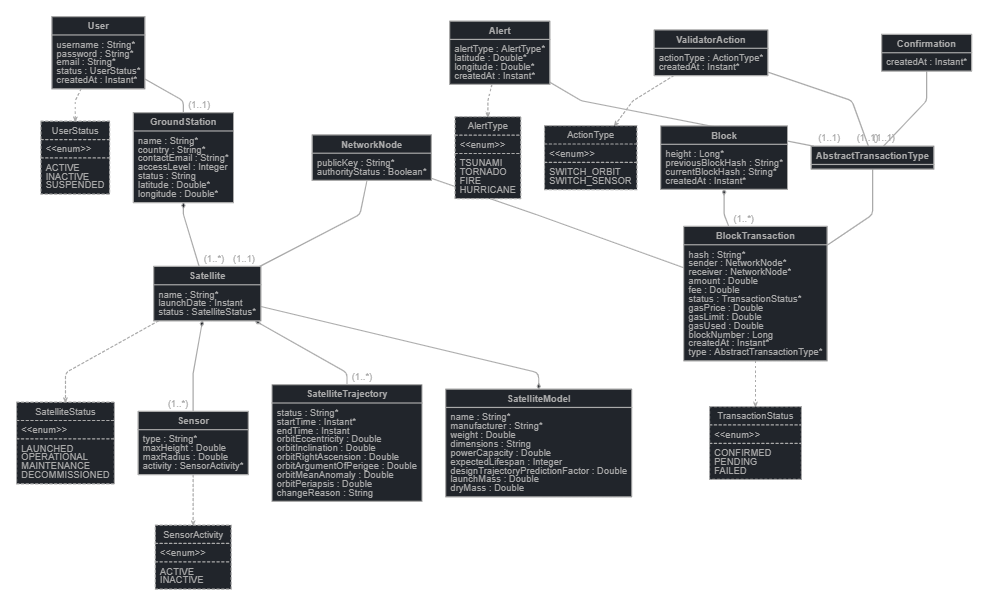 User
username : String*
password : String*
email : String*
status : UserStatus*
createdAt : Instant*
Alert
alertType : AlertType*
latitude : Double*
longitude : Double*
createdAt : Instant*
ValidatorAction
actionType : ActionType*
createdAt : Instant*
Confirmation
createdAt : Instant*
(1..1)
UserStatus
<<enum>>
ACTIVE
INACTIVE
SUSPENDED
GroundStation
name : String*
country : String*
contactEmail : String*
accessLevel : Integer
status : String
latitude : Double*
longitude : Double*
NetworkNode
publicKey : String*
authorityStatus : Boolean*
AlertType
<<enum>>
TSUNAMI
TORNADO
FIRE
HURRICANE
ActionType
<<enum>>
SWITCH_ORBIT
SWITCH_SENSOR
Block
height : Long*
previousBlockHash : String*
currentBlockHash : String*
createdAt : Instant*
(1..1)
(1..1)
(1..1)
AbstractTransactionType
(1..*)
(1..*)
(1..1)
Satellite
name : String*
launchDate : Instant
status : SatelliteStatus*
BlockTransaction
hash : String*
sender : NetworkNode*
receiver : NetworkNode*
amount : Double
fee : Double
status : TransactionStatus*
gasPrice : Double
gasLimit : Double
gasUsed : Double
blockNumber : Long
createdAt : Instant*
type : AbstractTransactionType*
(1..*)
(1..*)
SatelliteStatus
<<enum>>
LAUNCHED
OPERATIONAL
MAINTENANCE
DECOMMISSIONED
Sensor
type : String*
maxHeight : Double
maxRadius : Double
activity : SensorActivity*
SatelliteTrajectory
status : String*
startTime : Instant*
endTime : Instant
orbitEccentricity : Double
orbitInclination : Double
orbitRightAscension : Double
orbitArgumentOfPerigee : Double
orbitMeanAnomaly : Double
orbitPeriapsis : Double
changeReason : String
SatelliteModel
name : String*
manufacturer : String*
weight : Double
dimensions : String
powerCapacity : Double
expectedLifespan : Integer
designTrajectoryPredictionFactor : Double
launchMass : Double
dryMass : Double
TransactionStatus
<<enum>>
CONFIRMED
PENDING
FAILED
SensorActivity
<<enum>>
ACTIVE
INACTIVE